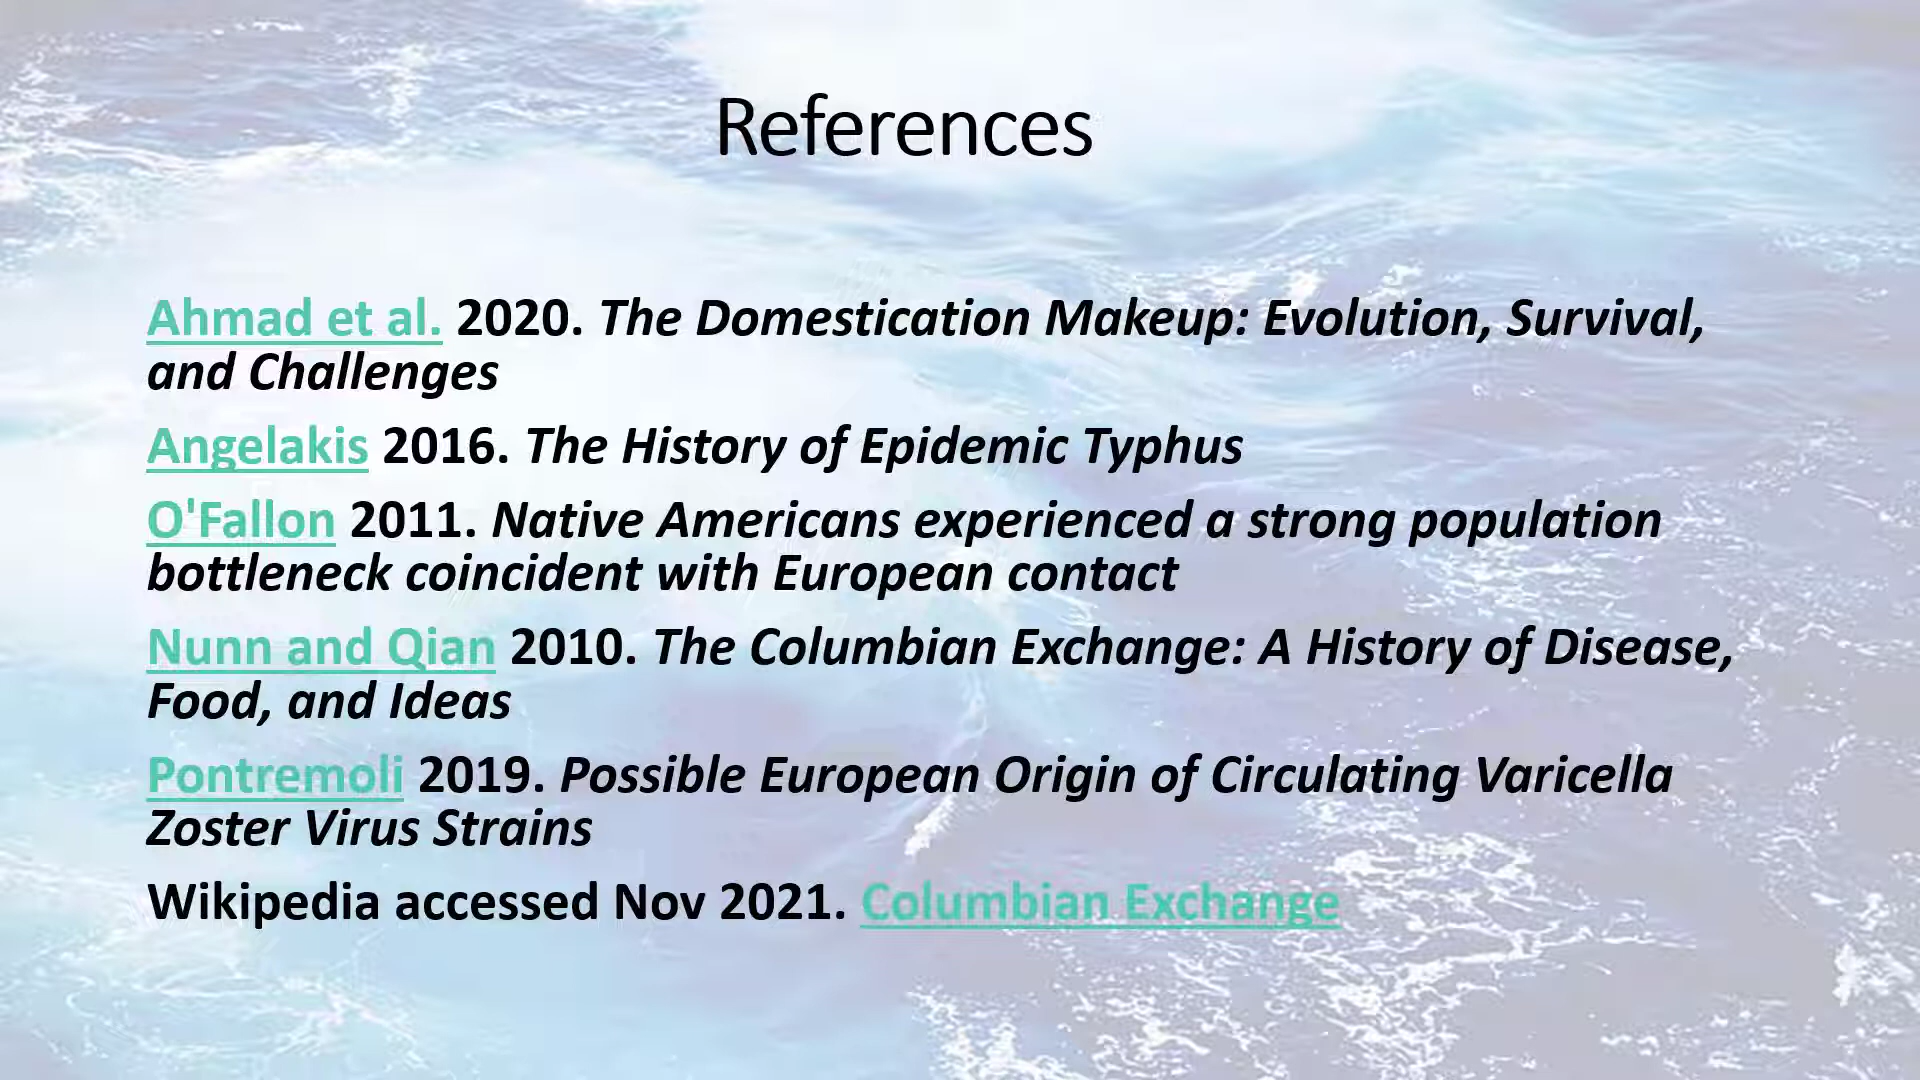 References
Ahmad et al. 2020. The Domestication Makeup: Evolution, Survival,
and Challenges
Angelakis 2016. The History of Epidemic Typhus
O'Fallon 2011. Native Americans experienced a strong population
bottleneck coincident with European contact
Nunn and Qian 2010. The Columbian Exchange: A History of Disease,
Food, and Ideas
Pontremoli 2019. Possible European Origin of Circulating Varicella
Zoster Virus Strains
Wikipedia accessed Nov 2021. Columbian Exchange